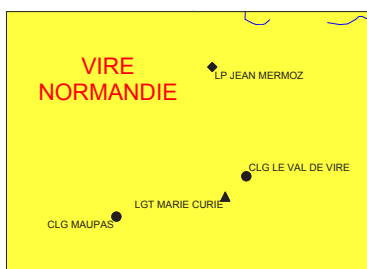 VIRE
NORMANDIE
LP JEAN MERMOZ
CLG LE VAL DE VIRE
LGT MARIE CURIE
CLG MAUPAS